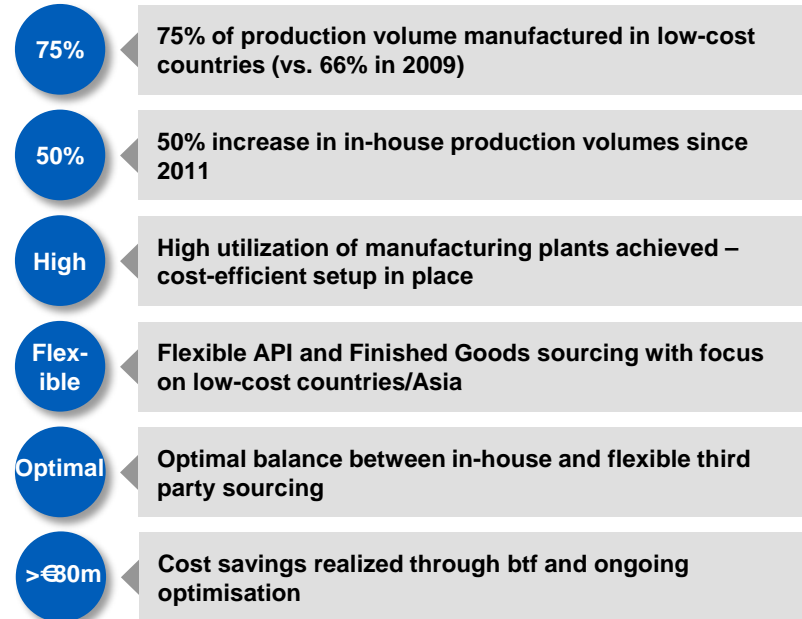 75%
75% of production volume manufactured in low-cost
countries (vs. 66% in 2009)
50%
50% increase in in-house production volumes since
2011
High
High utilization of manufacturing plants achieved –
cost-efficient setup in place
Flex-
ible
Flexible API and Finished Goods sourcing with focus
on low-cost countries/Asia
Optimal
Optimal balance between in-house and flexible third
party sourcing
>€80m
Cost savings realized through btf and ongoing
optimisation